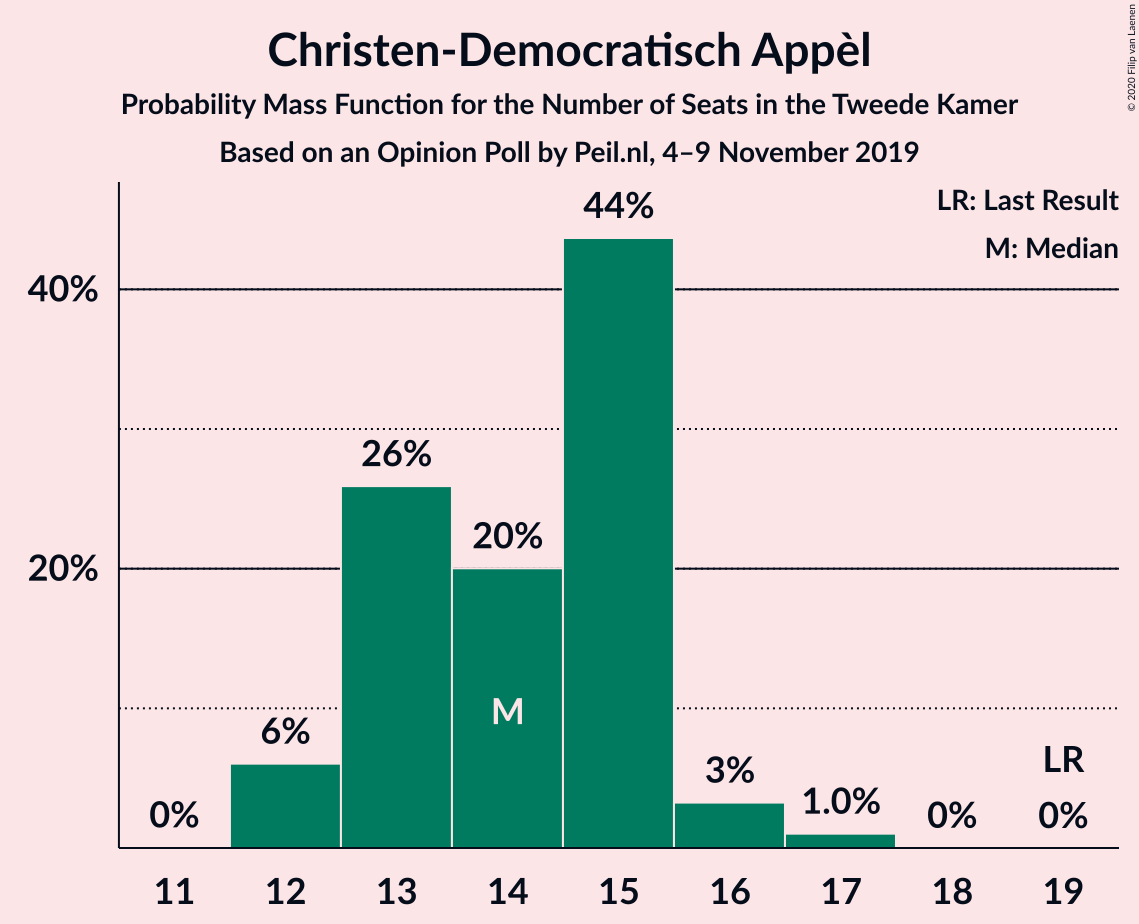 Christen-Democratisch Appèl
Probability Mass Function for the Number of Seats in the Tweede Kamer
Based on an Opinion Poll by Peil.nl, 4–9 November 2019
© 2020 Filip van Laenen
LR: Last Result
M: Median
44%
40%
26%
20%
20%
M
6%
3%
1.0%
LR
0%
0%
0%
11 12 13 14 15 16 17 18 19